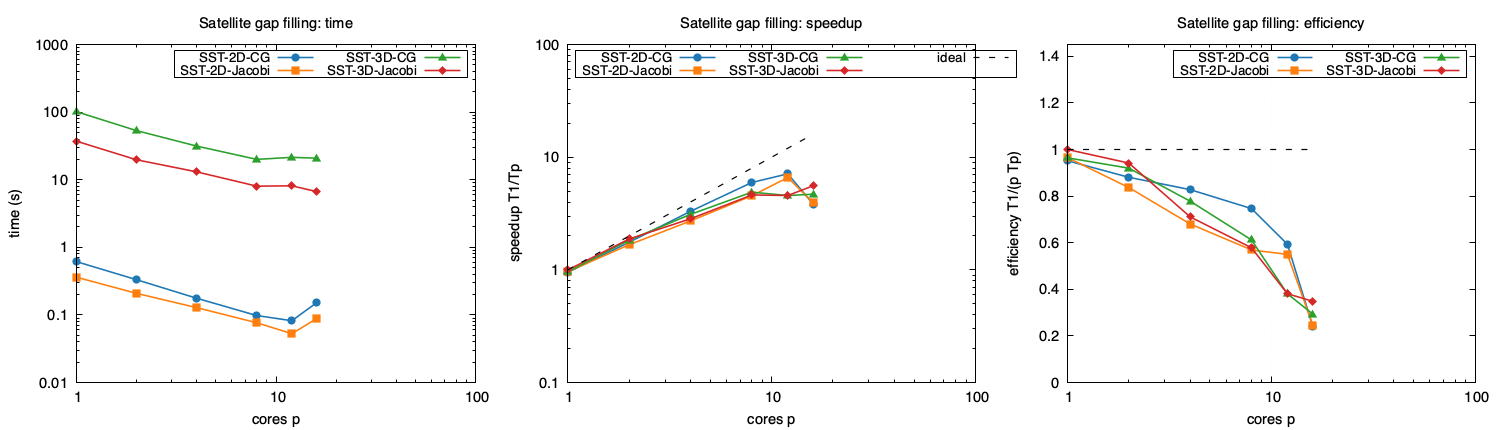 Satellite gap filling: time
SST-2D-CG
SST-3D-CG
SST-2D-Jacobi
SST-3D-Jacobi
1000
100
10
1
0.1
0.01
time (s)
1
10
100
cores p
Satellite gap filling: speedup
SST-2D-CG
SST-3D-CG
ideal
SST-2D-Jacobi
SST-3D-Jacobi
100
10
1
0.1
speedup T1/Tp
1
10
100
cores p
Satellite gap filling: efficiency
SST-2D-CG
SST-3D-CG
SST-2D-Jacobi
SST-3D-Jacobi
1.4
1.2
1
0.8
0.6
0.4
0.2
0
efficiency T1/(p Tp)
1
10
100
cores p